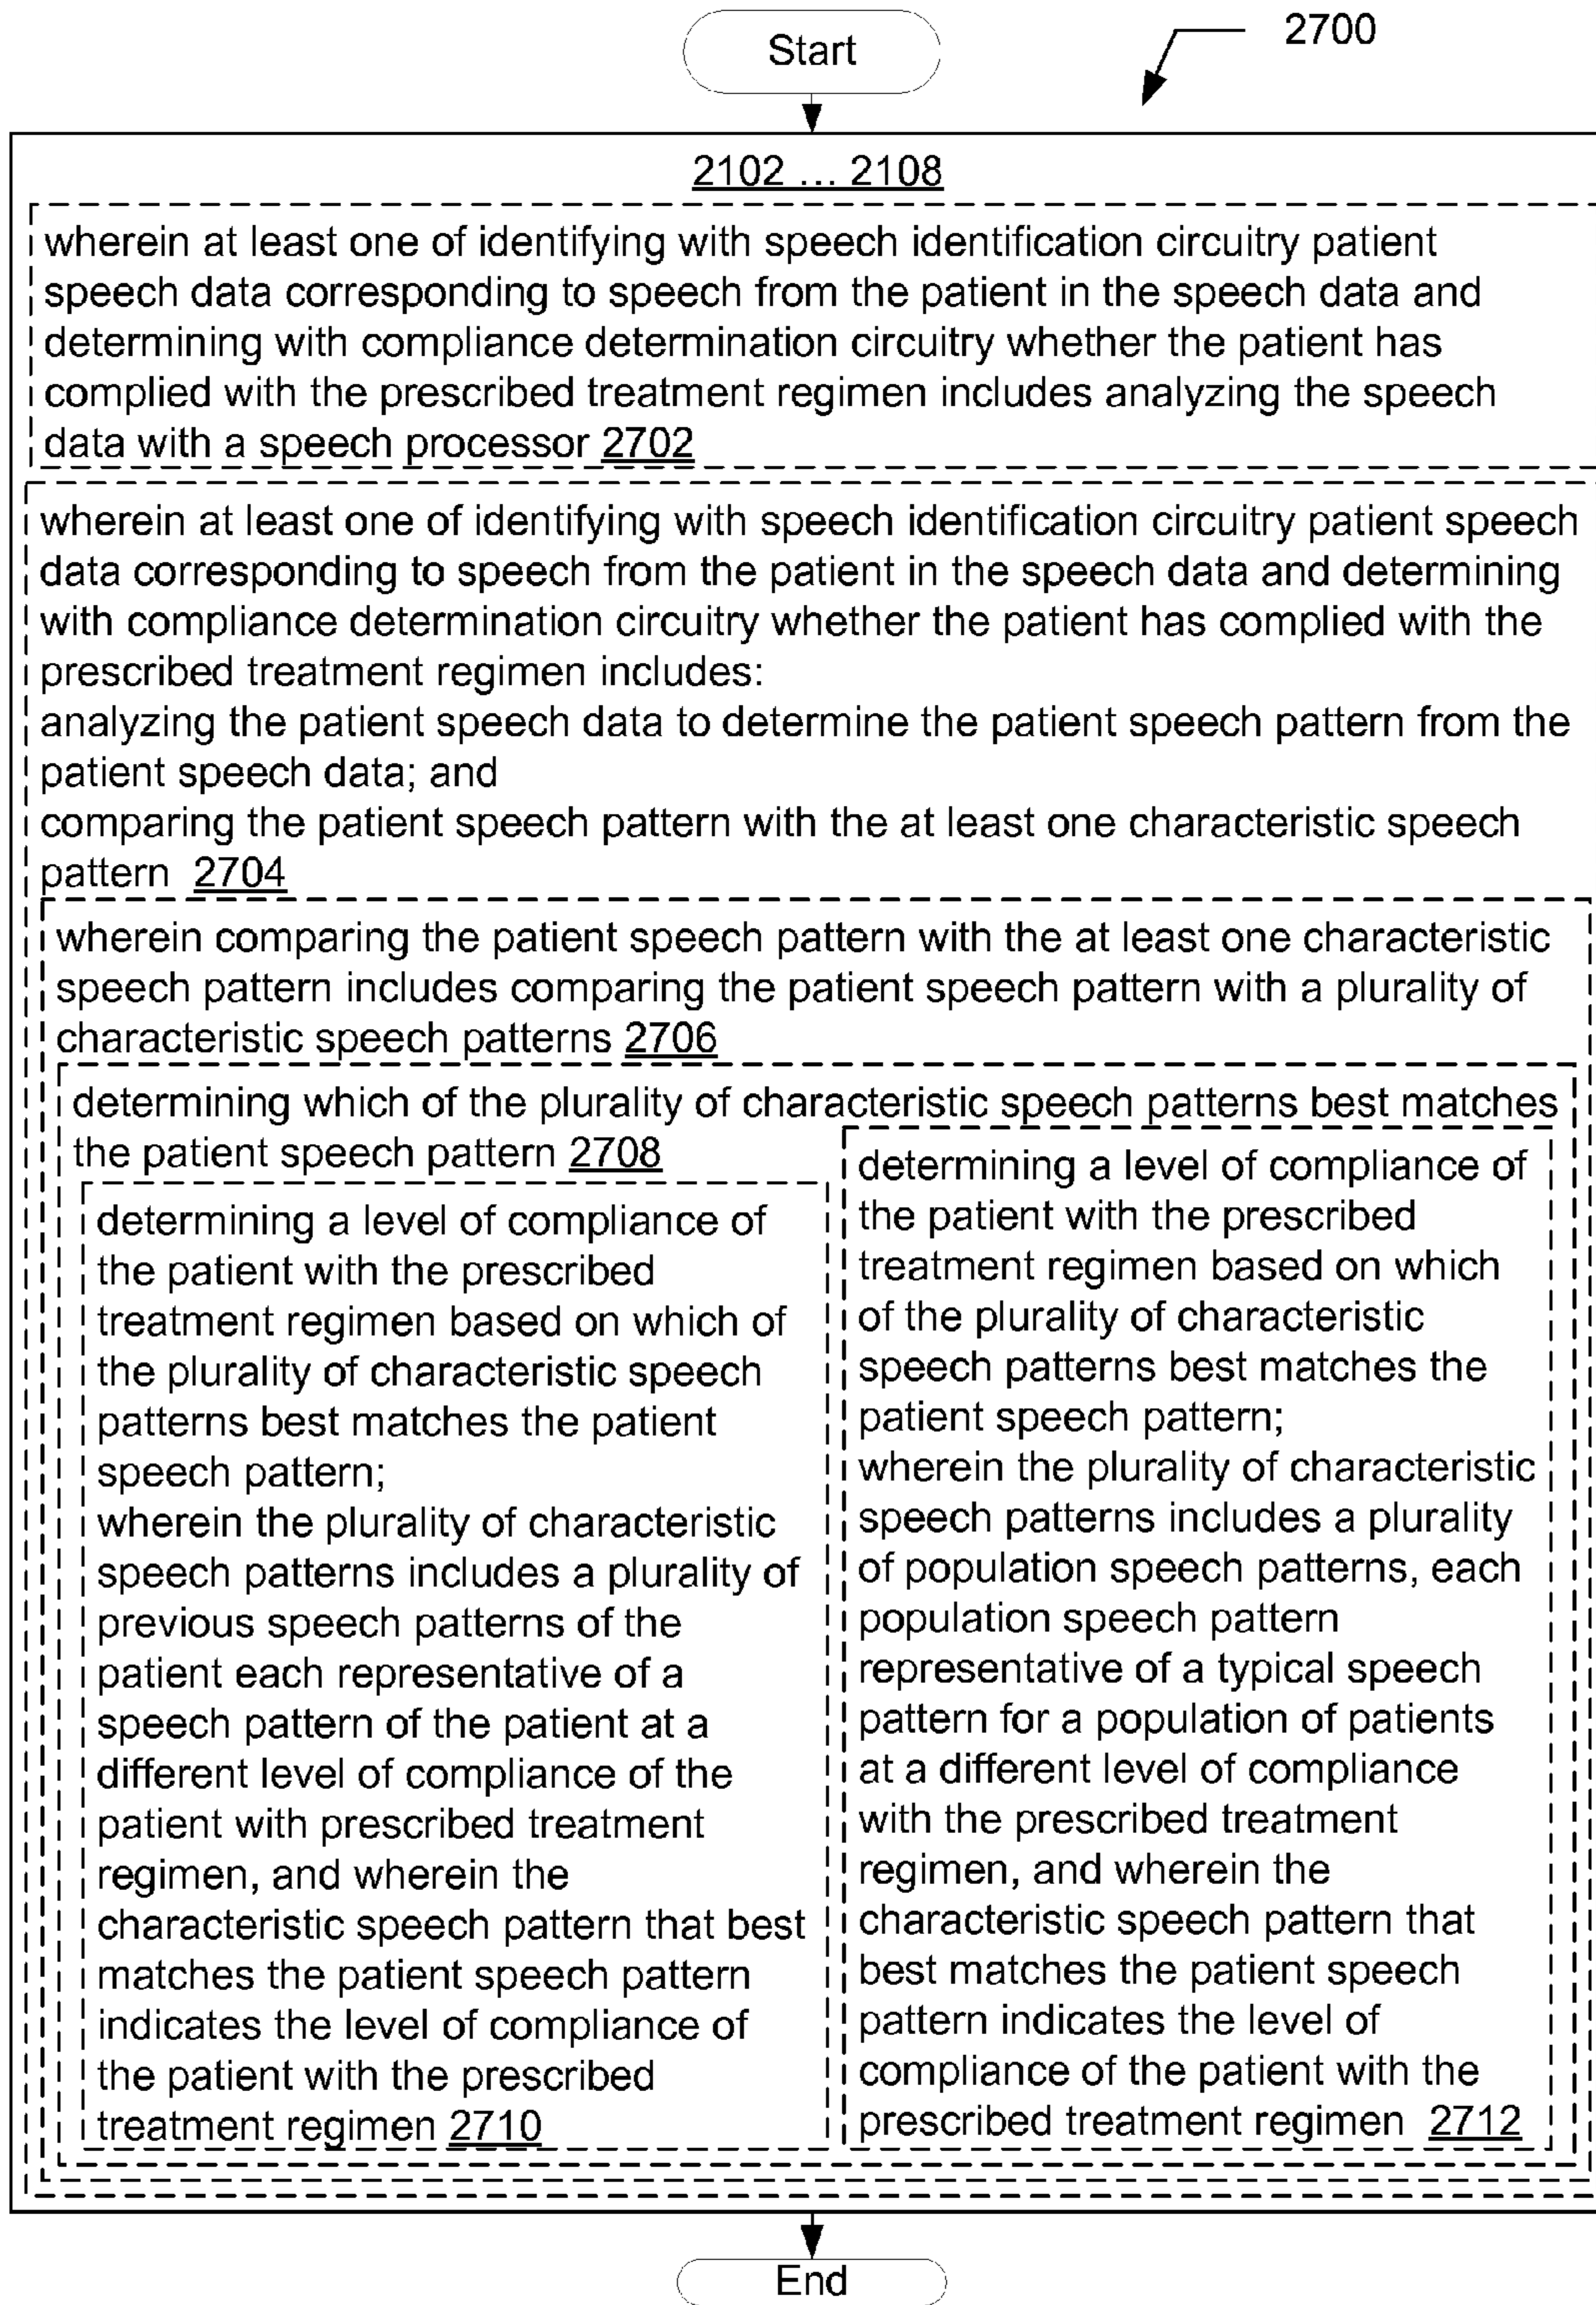 Start
2700
2102 ... 2108
wherein at least one of identifying with speech identification circuitry patient
speech data corresponding to speech from the patient in the speech data and
determining with compliance determination circuitry whether the patient has
complied with the prescribed treatment regimen includes analyzing the speech
data with a speech processor 2702
wherein at least one of identifying with speech identification circuitry patient speech
data corresponding to speech from the patient in the speech data and determining
with compliance determination circuitry whether the patient has complied with the
prescribed treatment regimen includes:
analyzing the patient speech data to determine the patient speech pattern from the
patient speech data; and
comparing the patient speech pattern with the at least one characteristic speech
pattern 2704
wherein comparing the patient speech pattern with the at least one characteristic
speech pattern includes comparing the patient speech pattern with a plurality of
characteristic speech patterns 2706
determining which of the plurality of characteristic speech patterns best matches
the patient speech pattern 2708
determining a level of compliance of
the patient with the prescribed
treatment regimen based on which of
the plurality of characteristic speech
patterns best matches the patient
speech pattern;
wherein the plurality of characteristic
speech patterns includes a plurality of
previous speech patterns of the
patient each representative of a
speech pattern of the patient at a
different level of compliance of the
patient with prescribed treatment
regimen, and wherein the
characteristic speech pattern that best
matches the patient speech pattern
indicates the level of compliance of
the patient with the prescribed
treatment regimen 2710
determining a level of compliance of
the patient with the prescribed
treatment regimen based on which
of the plurality of characteristic
speech patterns best matches the
patient speech pattern;
wherein the plurality of characteristic
speech patterns includes a plurality
of population speech patterns, each
population speech pattern
representative of a typical speech
pattern for a population of patients
at a different level of compliance
with the prescribed treatment
regimen, and wherein the
characteristic speech pattern that
best matches the patient speech
pattern indicates the level of
compliance of the patient with the
prescribed treatment regimen 2712
End